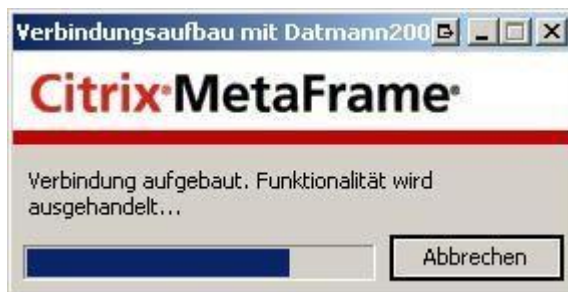 Verbindungsaufbau mit Datmann200
Citrix MetaFrame
Verbindung aufgebaut. Funktionalität wird
ausgehandelt...
Abbrechen